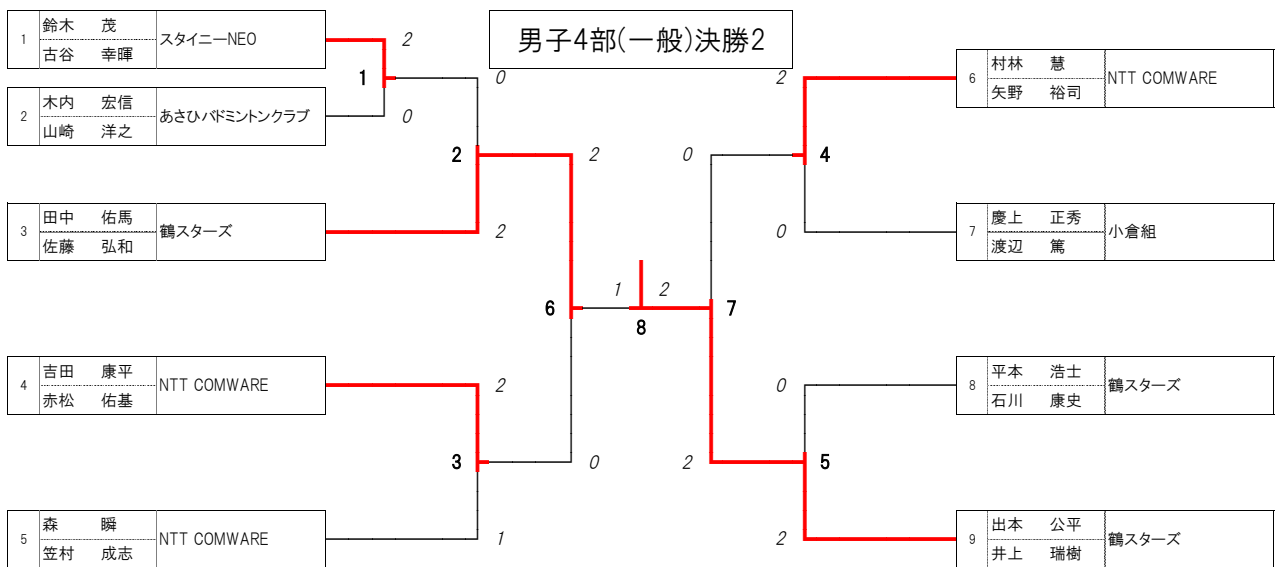 男子4部(一般)決勝2
1 鈴木 茂 スタイニーNEO
古谷 幸暉
2 木内 宏信 あさひバドミントンクラブ
山崎 洋之
3 田中 佑馬 鶴スターズ
佐藤 弘和
4 吉田 康平 NTT COMWARE
赤松 佑基
5 森 瞬 NTT COMWARE
笠村 成志
2
1
0
0
2
2
2
2
3
1
6
2
0
1
2
8
7
0
2
2
4
0
0
5
2
6 村林 慧 NTT COMWARE
矢野 裕司
7 慶上 正秀 小倉組
渡辺 篤
8 平本 浩士 鶴スターズ
石川 康史
9 出本 公平 鶴スターズ
井上 瑞樹